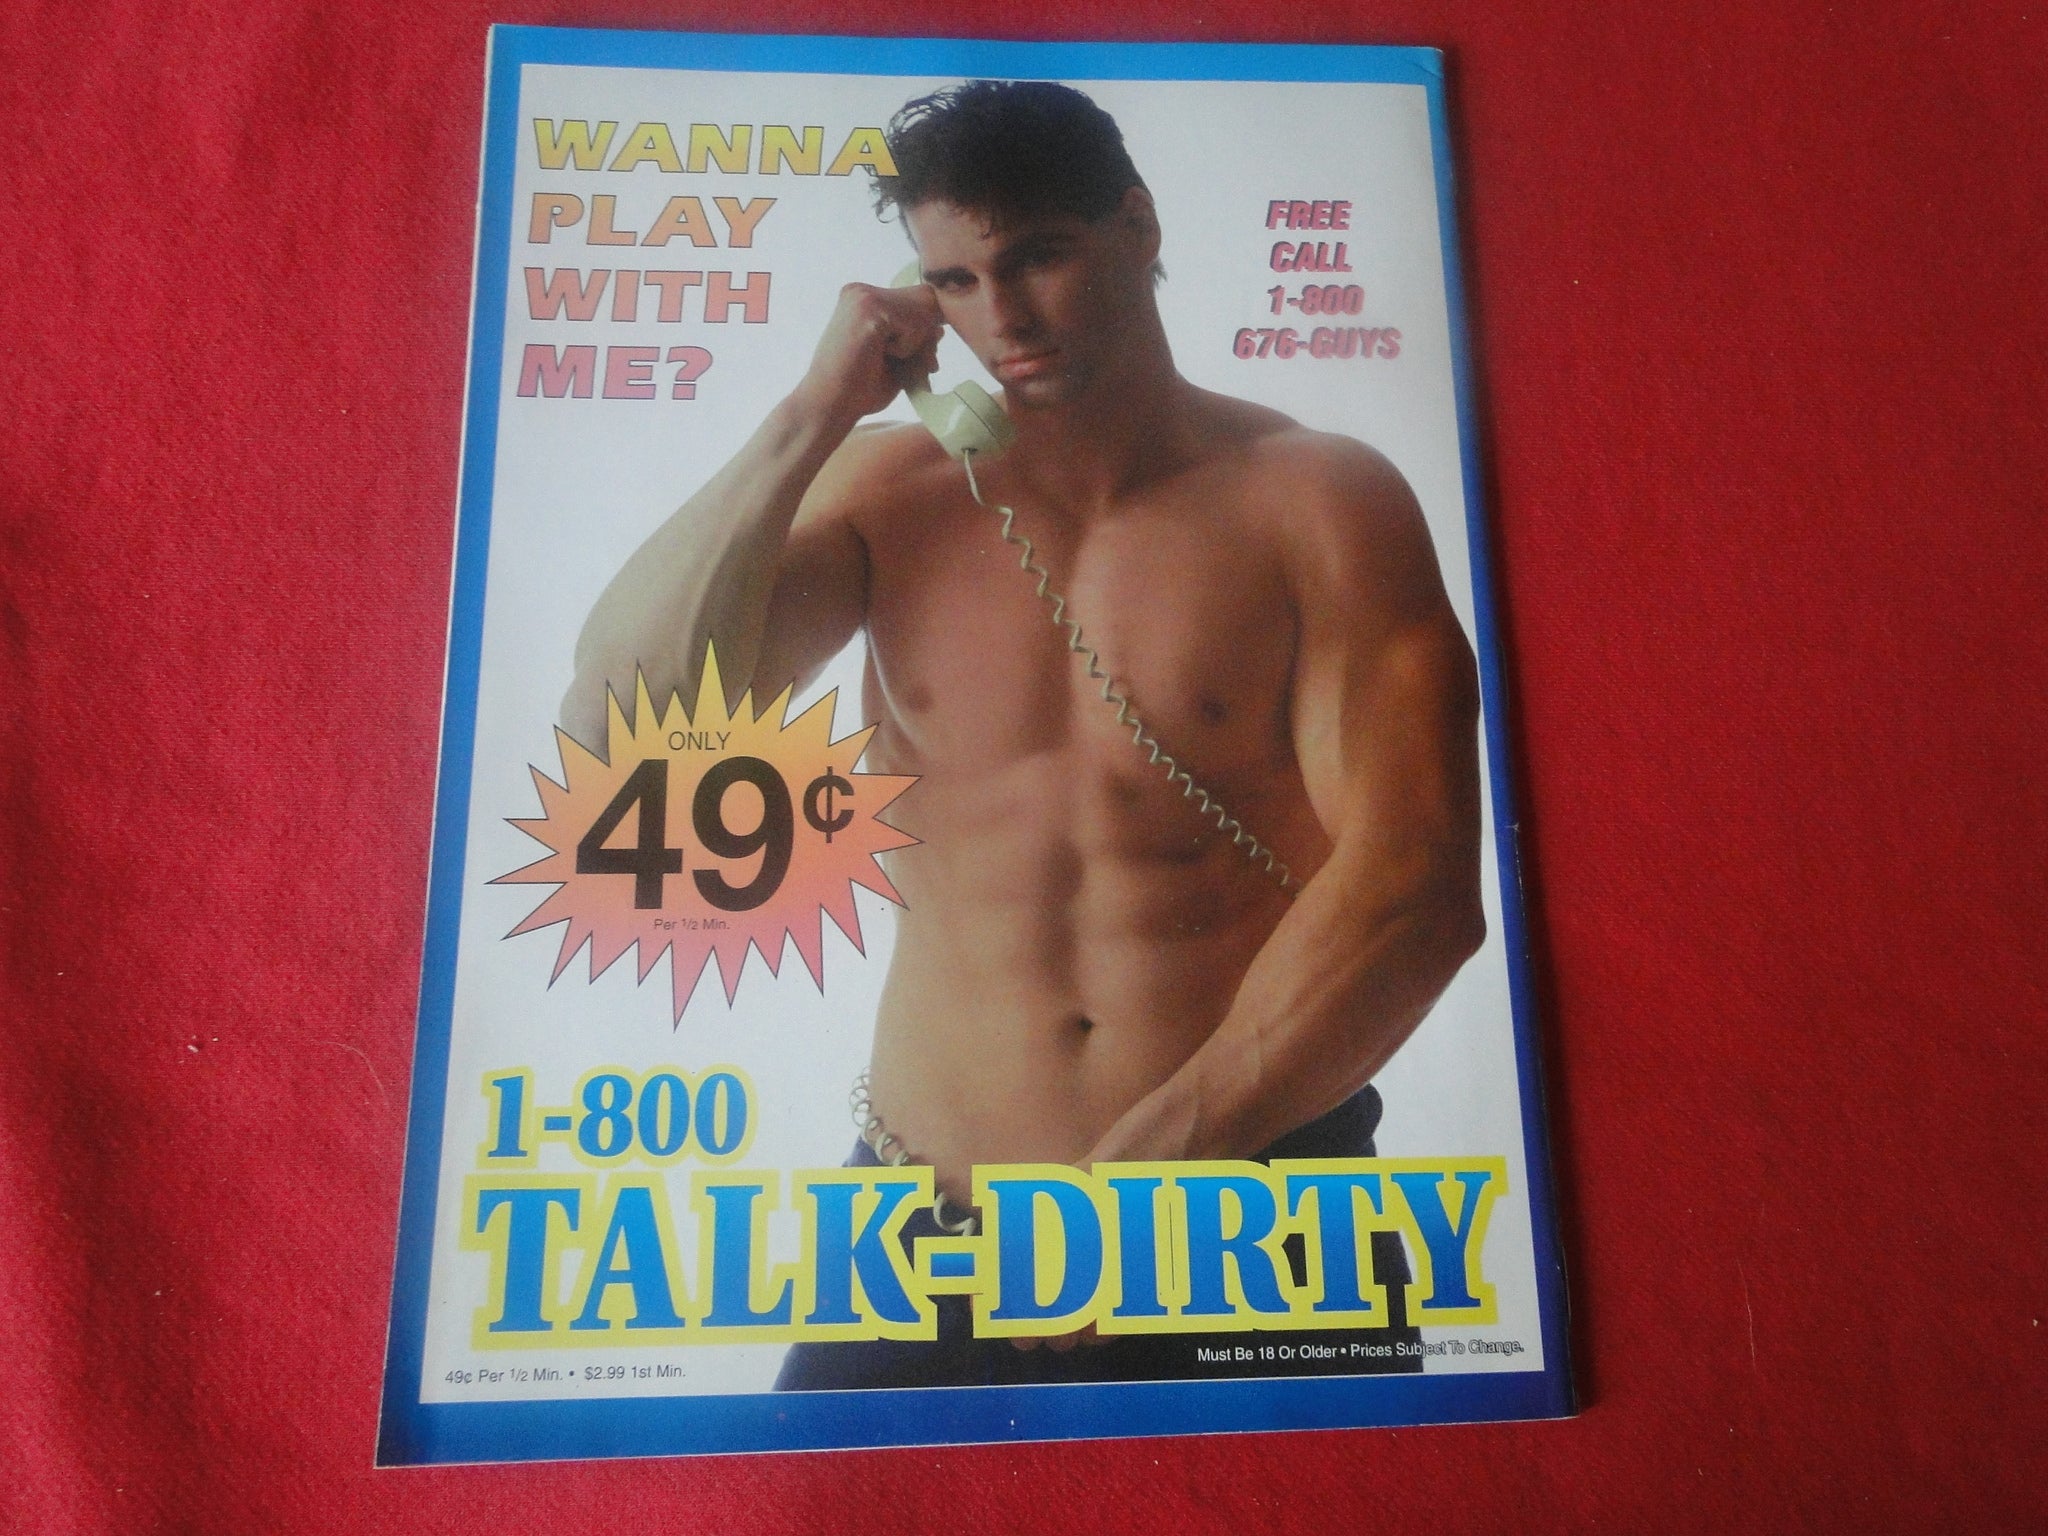 WANNA
PLAY
WITH
ME?
FREE
CALL
1-800
676-GUYS
ONLY
49¢
Per 1/2 Min.
1-800
TALK-DIRTY
Must Be 18 Or Older • Prices Subject To Change.
49¢ Per 1/2 Min. • $2.99 1st Min.